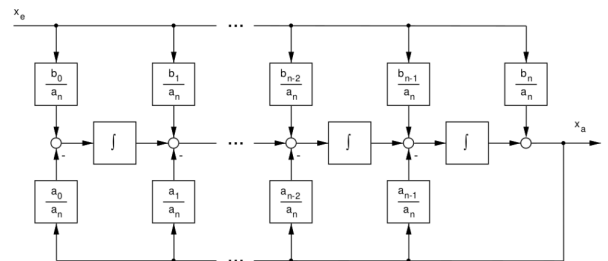 x_e ...
b_0/a_n b_1/a_n b_{n-2}/a_n b_{n-1}/a_n b_n/a_n
x_a
∫ ... ∫ ∫
- - - -
a_0/a_n a_1/a_n a_{n-2}/a_n a_{n-1}/a_n
...